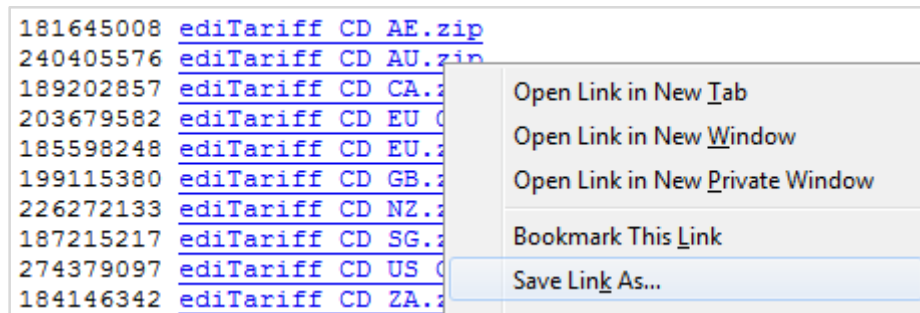 181645008 ediTariff CD AE.zip
240405576 ediTariff CD AU.zip
189202857 ediTariff CD CA.
203679582 ediTariff CD EU
185598248 ediTariff CD EU.
199115380 ediTariff CD GB.
226272133 ediTariff CD NZ.
187215217 ediTariff CD SG.
274379097 ediTariff CD US
184146342 ediTariff CD ZA.
Open Link in New Tab
Open Link in New Window
Open Link in New Private Window
Bookmark This Link
Save Link As...